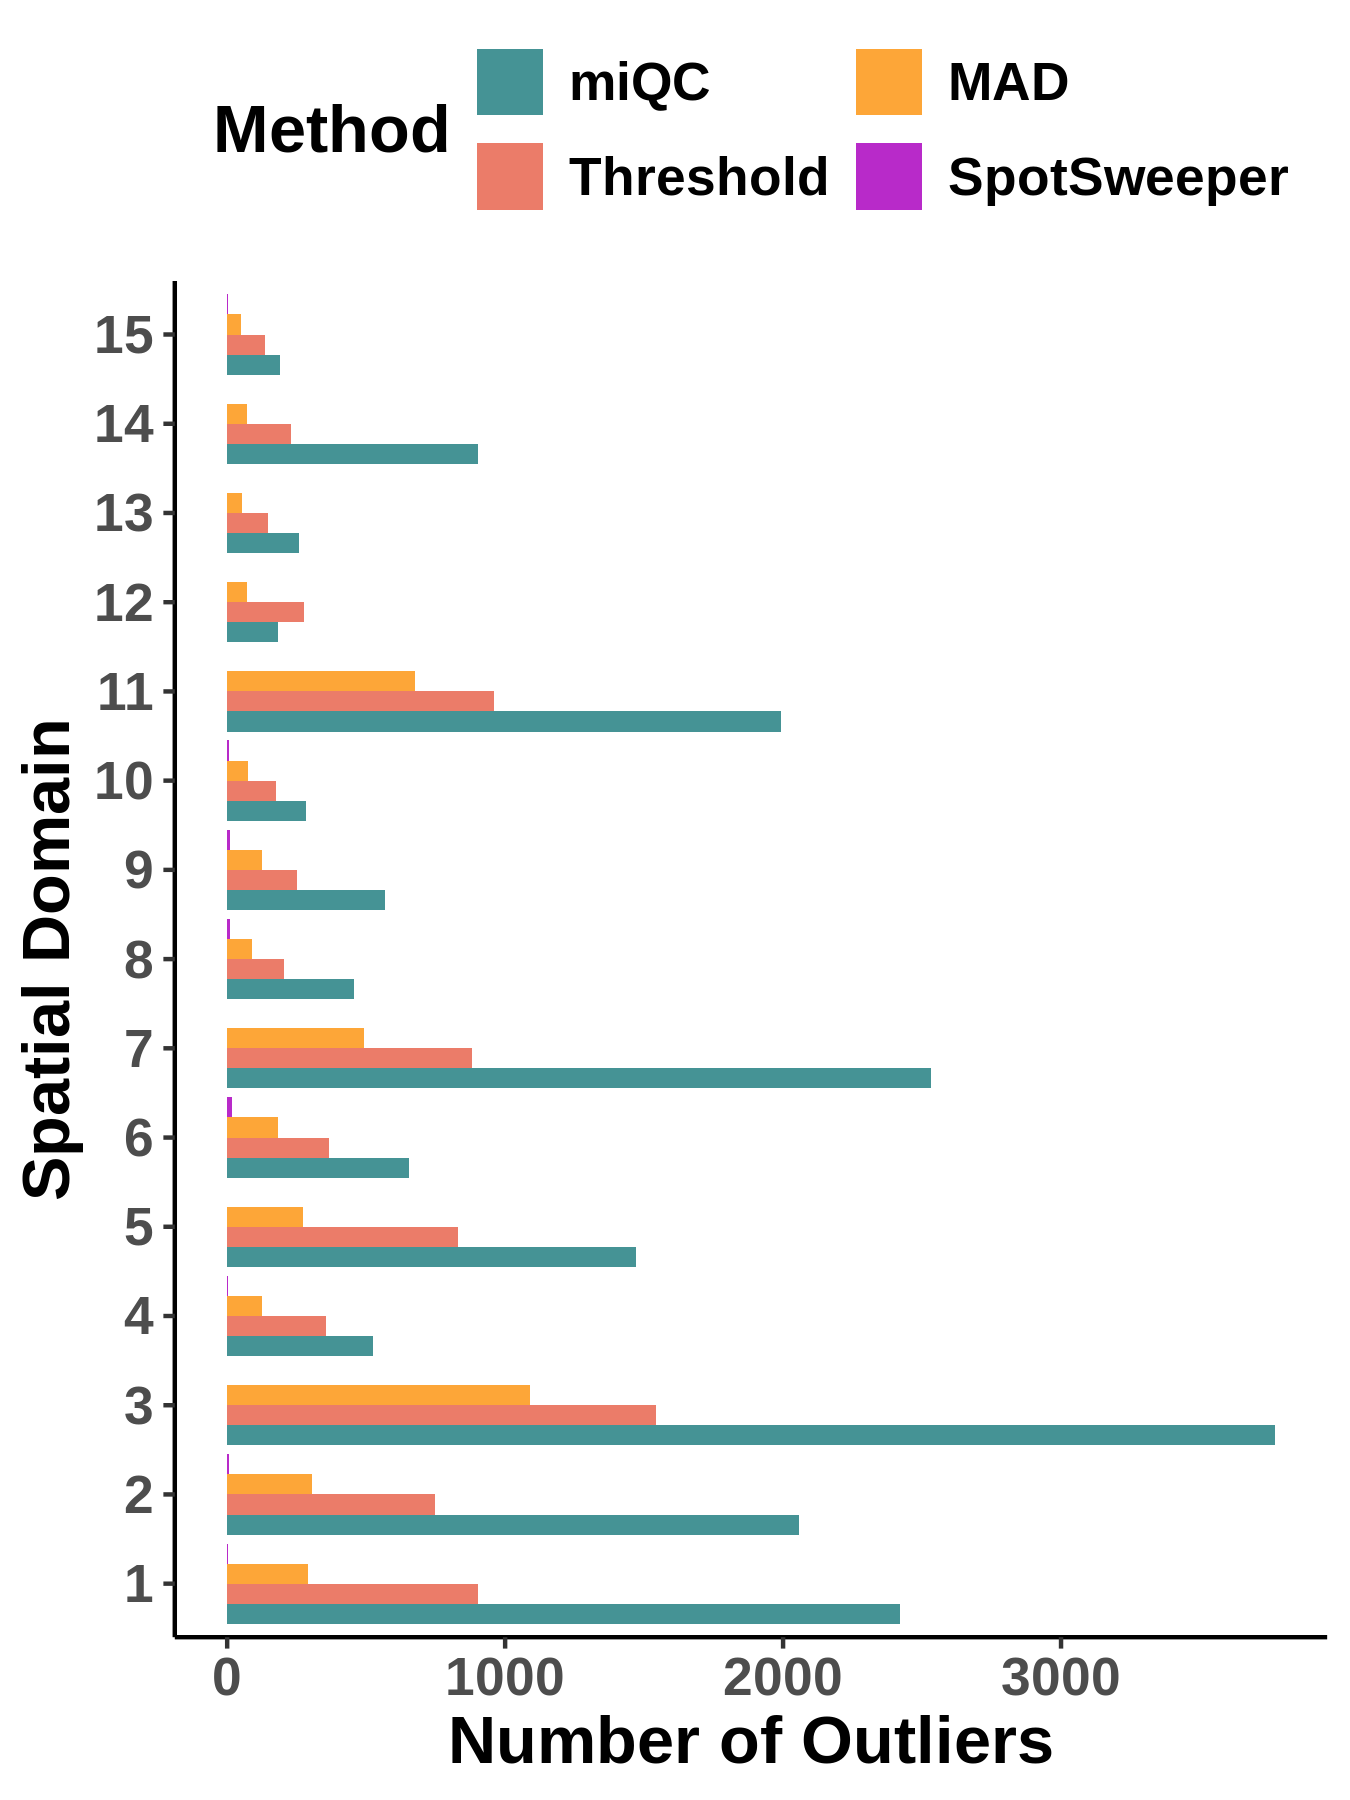 Method
miQC
MAD
Threshold
SpotSweeper
15
14
13
12
11
10
9
8
7
6
5
4
3
2
1
Spatial Domain
0 1000 2000 3000
Number of Outliers